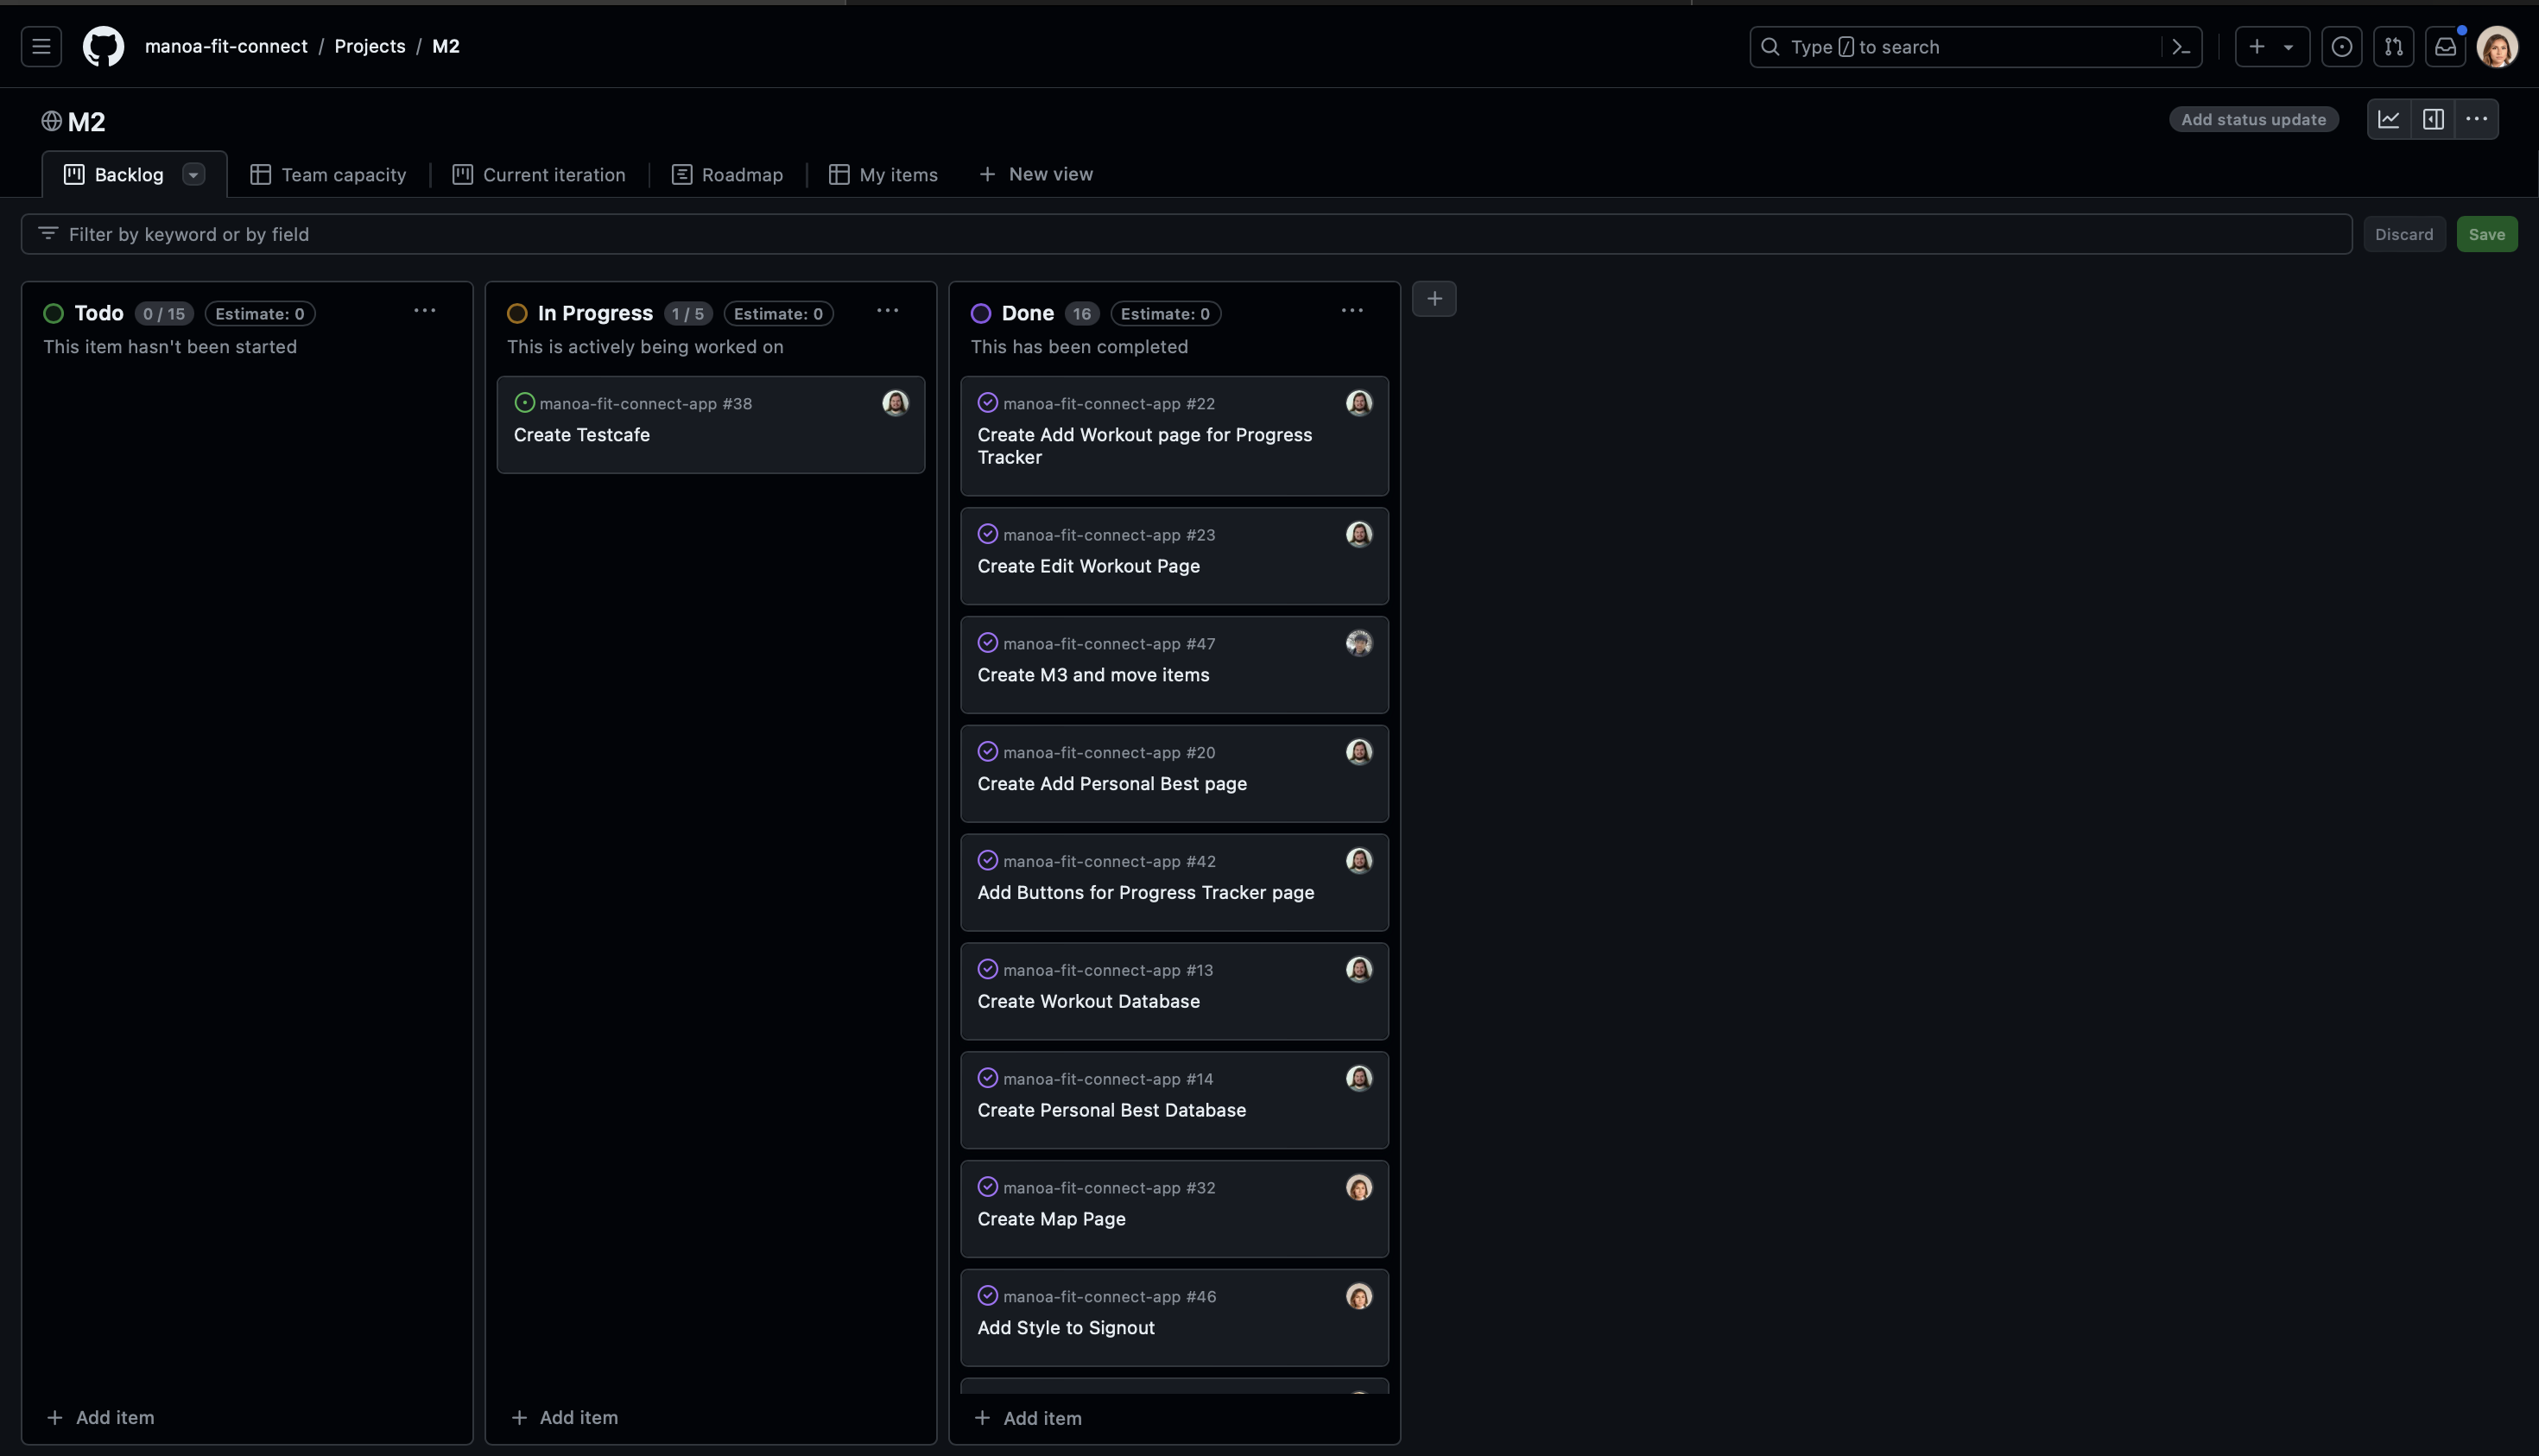 manoa-fit-connect / Projects / M2
Type / to search
M2
Add status update
Backlog
Team capacity
Current iteration
Roadmap
My items
New view
Filter by keyword or by field
Discard
Save
Todo 0 / 15 Estimate: 0
This item hasn't been started
Add item
In Progress 1 / 5 Estimate: 0
This is actively being worked on
manoa-fit-connect-app #38
Create Testcafe
Add item
Done 16 Estimate: 0
This has been completed
manoa-fit-connect-app #22
Create Add Workout page for Progress
Tracker
manoa-fit-connect-app #23
Create Edit Workout Page
manoa-fit-connect-app #47
Create M3 and move items
manoa-fit-connect-app #20
Create Add Personal Best page
manoa-fit-connect-app #42
Add Buttons for Progress Tracker page
manoa-fit-connect-app #13
Create Workout Database
manoa-fit-connect-app #14
Create Personal Best Database
manoa-fit-connect-app #32
Create Map Page
manoa-fit-connect-app #46
Add Style to Signout
Add item